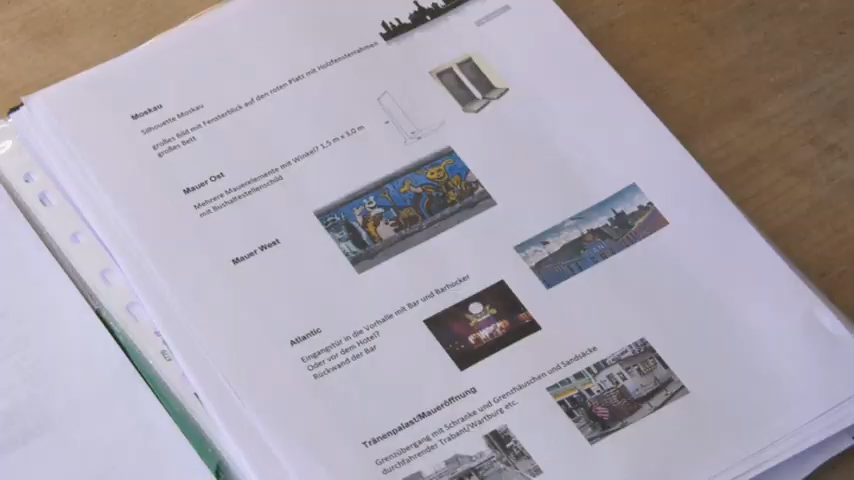 Moskau
Silhouette Moskau
großes Bild mit Fensterblick auf den roten Platz mit Holzfensterrahmen
großes Bett
Mauer Ost
Mehrere Mauerelemente mit Winkel? 1,5 m x 3,0 m
mit Bushaltestellenschild
Mauer West
Atlantic
Eingangstür in die Vorhalle mit Bar und Barhocker
Oder vor dem Hotel?
Rückwand der Bar
Tränenpalast/Maueröffnung
Grenzübergang mit Schranke und Grenzhäuschen und Sandsäcke
durchfahrender Trabant/Wartburg etc.